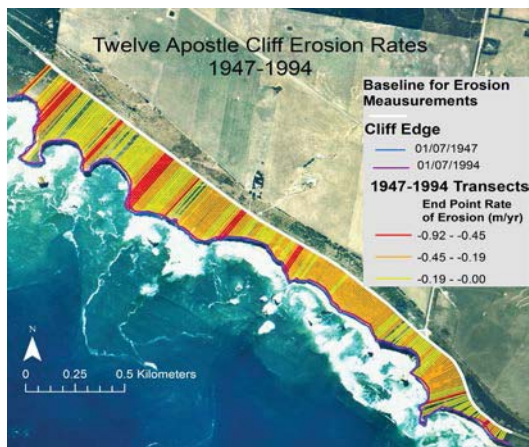 Twelve Apostle Cliff Erosion Rates
1947-1994
Baseline for Erosion
Meausurements
Cliff Edge
01/07/1947
01/07/1994
1947-1994 Transects
End Point Rate
of Erosion (m/yr)
-0.92 - -0.45
-0.45 - -0.19
-0.19 - -0.00
N
0 0.25 0.5 Kilometers